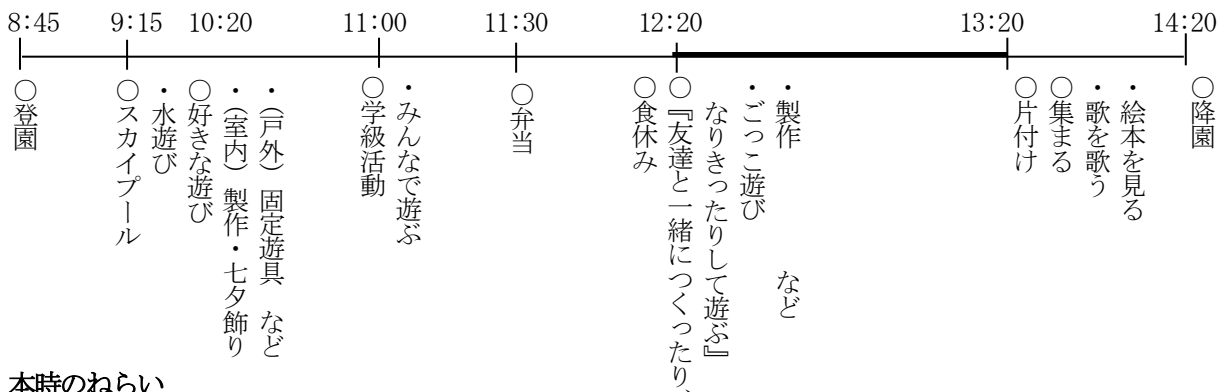 8:45 9:15 10:20 11:00 11:30 12:20 13:20 14:20
○登園
○スカイプール
・水遊び
○好きな遊び
・（室内）製作・七夕飾り
・（戸外）固定遊具　など
○学級活動
・みんなで遊ぶ
○弁当
○食休み
○『友達と一緒につくったり、
なりきったりして遊ぶ』
・ごっこ遊び
・製作　　　　など
○片付け
○集まる
・歌を歌う
・絵本を見る
○降園
本時のねらい